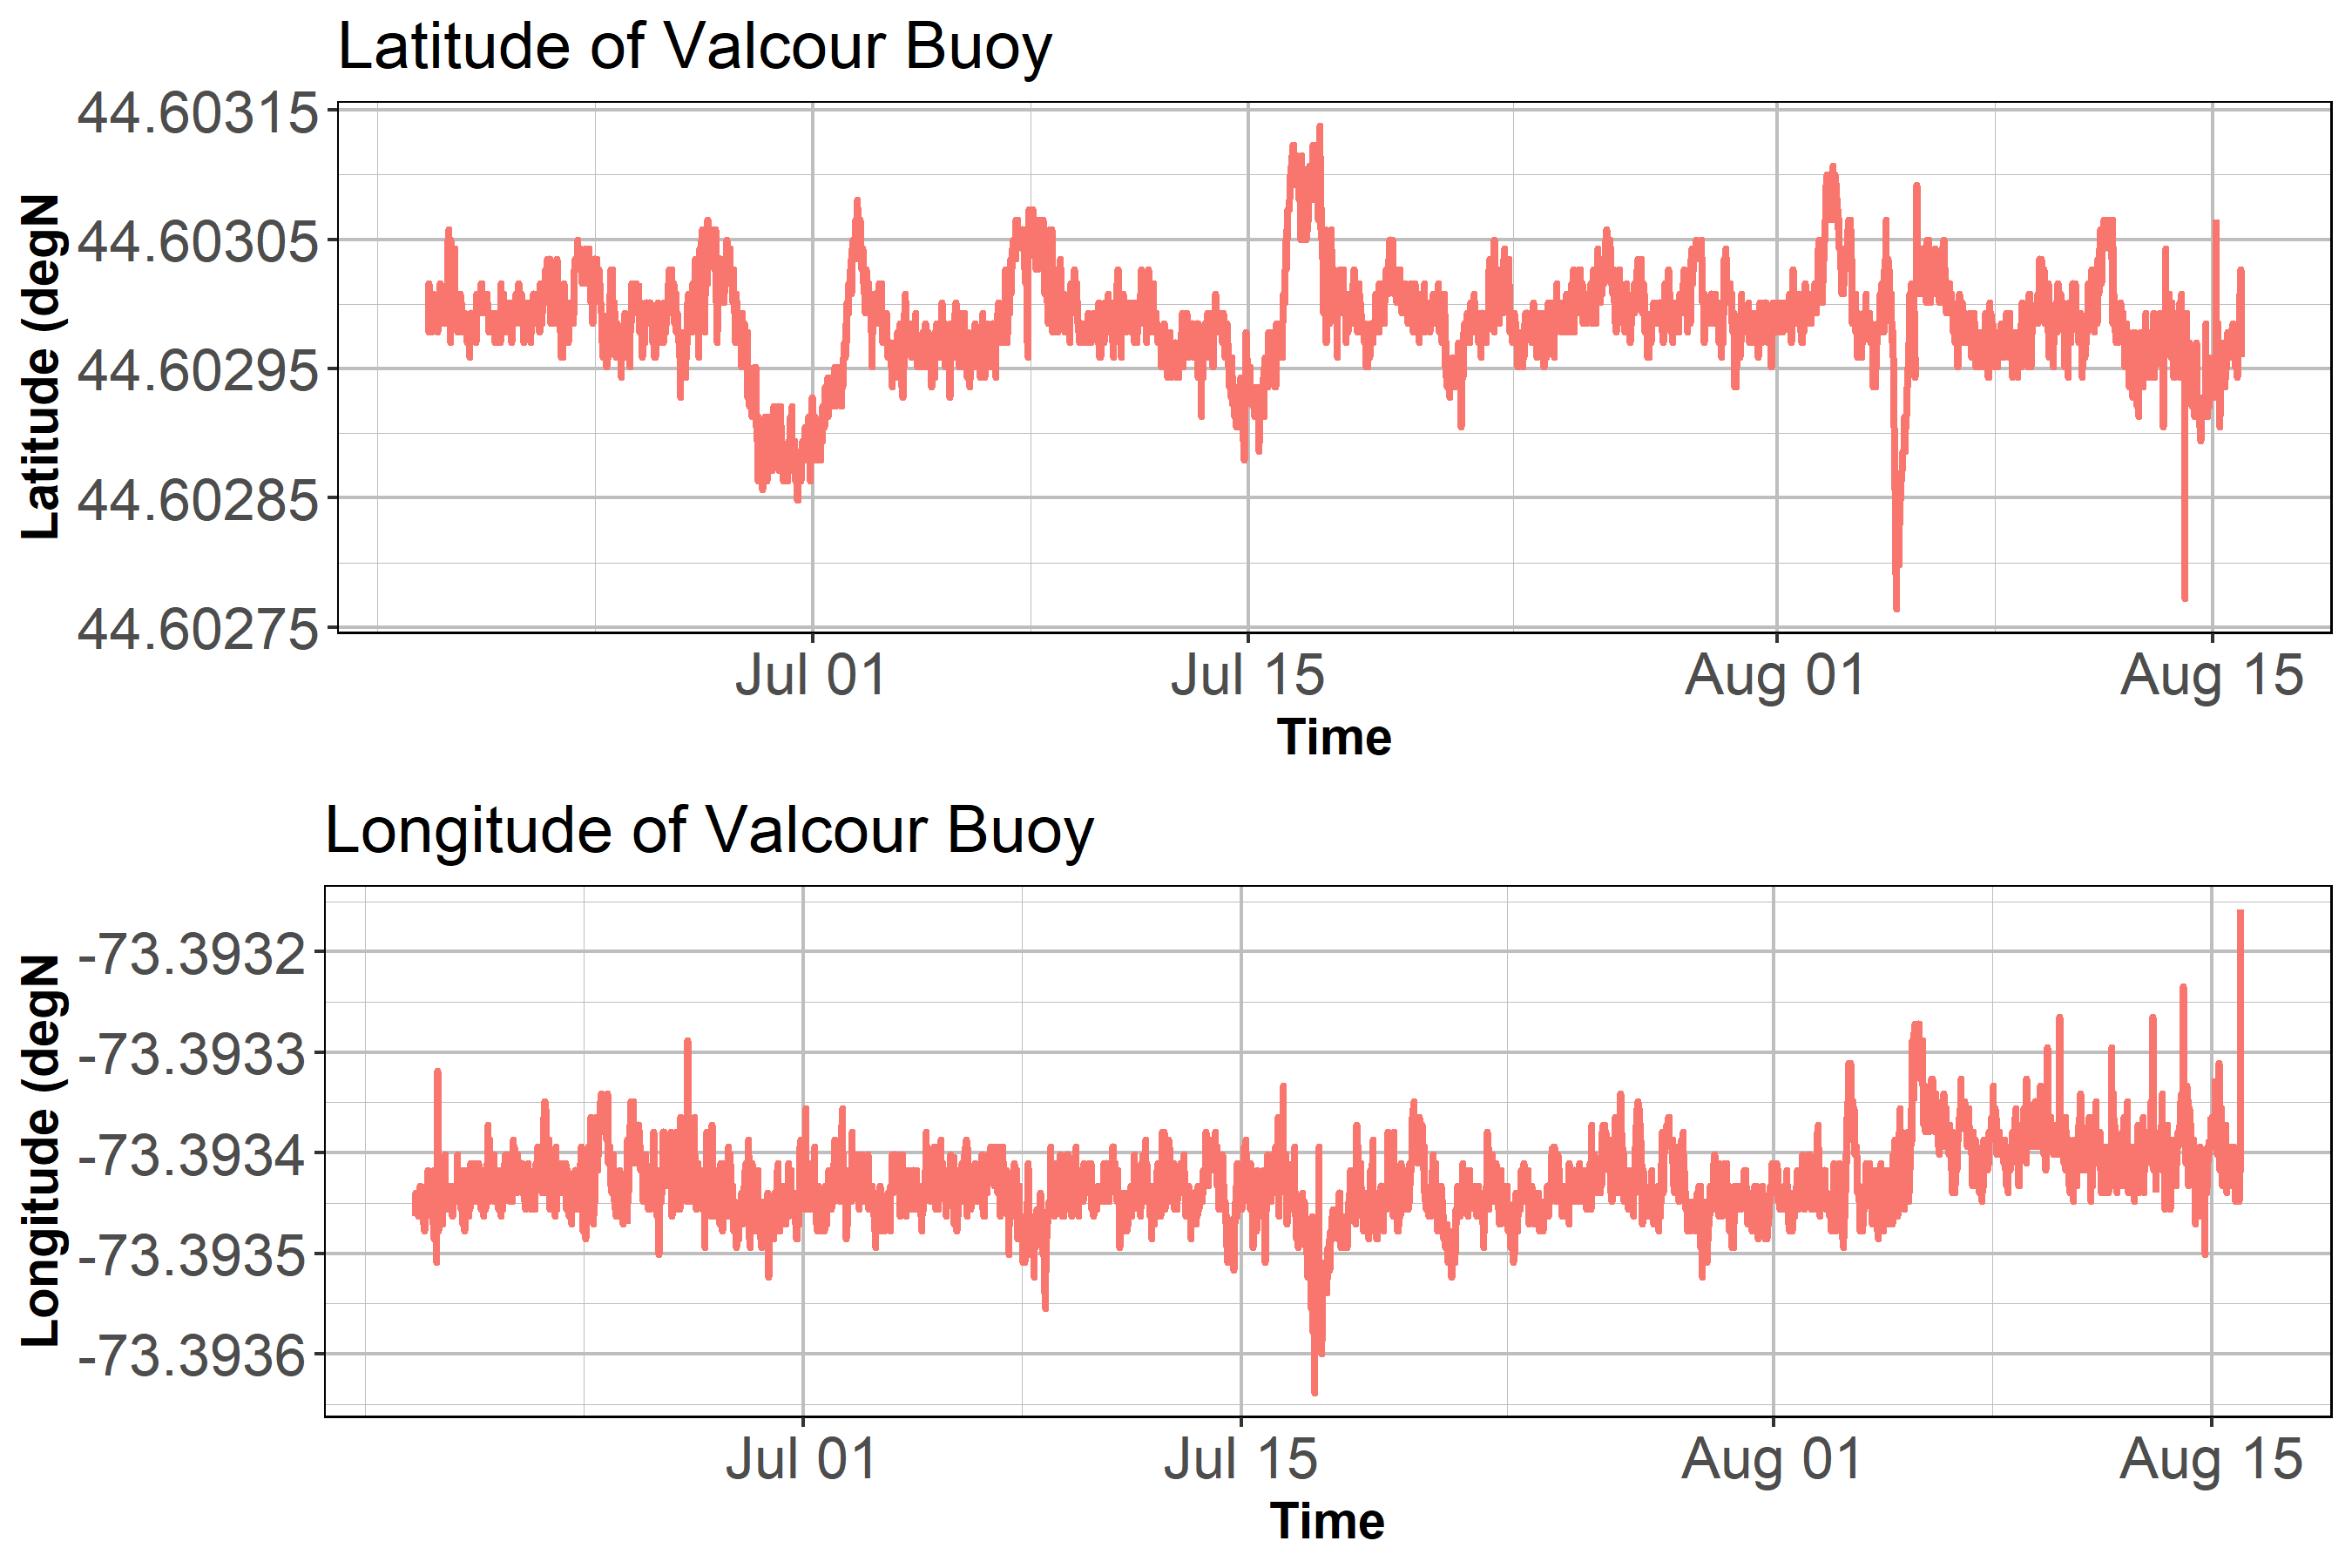 Latitude of Valcour Buoy
44.60315
44.60305
44.60295
44.60285
44.60275
Latitude (degN
Jul 01 Jul 15 Aug 01 Aug 15
Time
Longitude of Valcour Buoy
-73.3932
-73.3933
-73.3934
-73.3935
-73.3936
Longitude (degN
Jul 01 Jul 15 Aug 01 Aug 15
Time